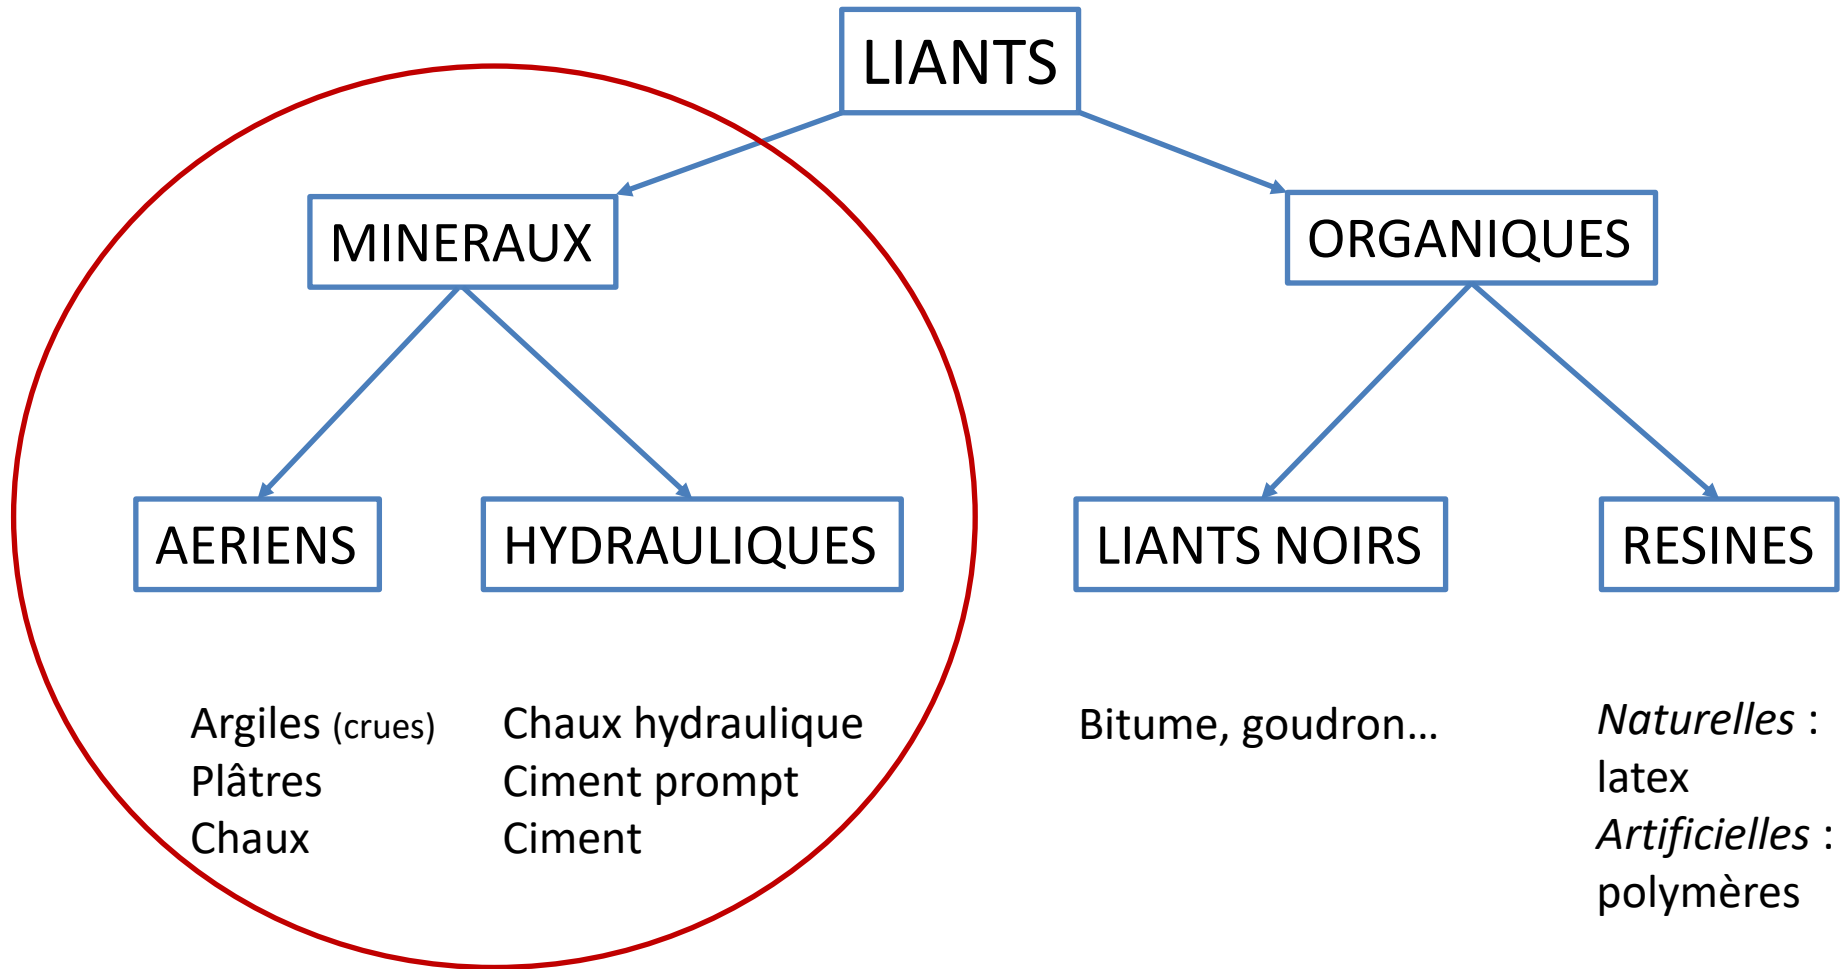 LIANTS
MINERAUX
ORGANIQUES
AERIENS
HYDRAULIQUES
LIANTS NOIRS
RESINES
Argiles (crues)
Plâtres
Chaux
Chaux hydraulique
Ciment prompt
Ciment
Bitume, goudron…
Naturelles :
latex
Artificielles :
polymères